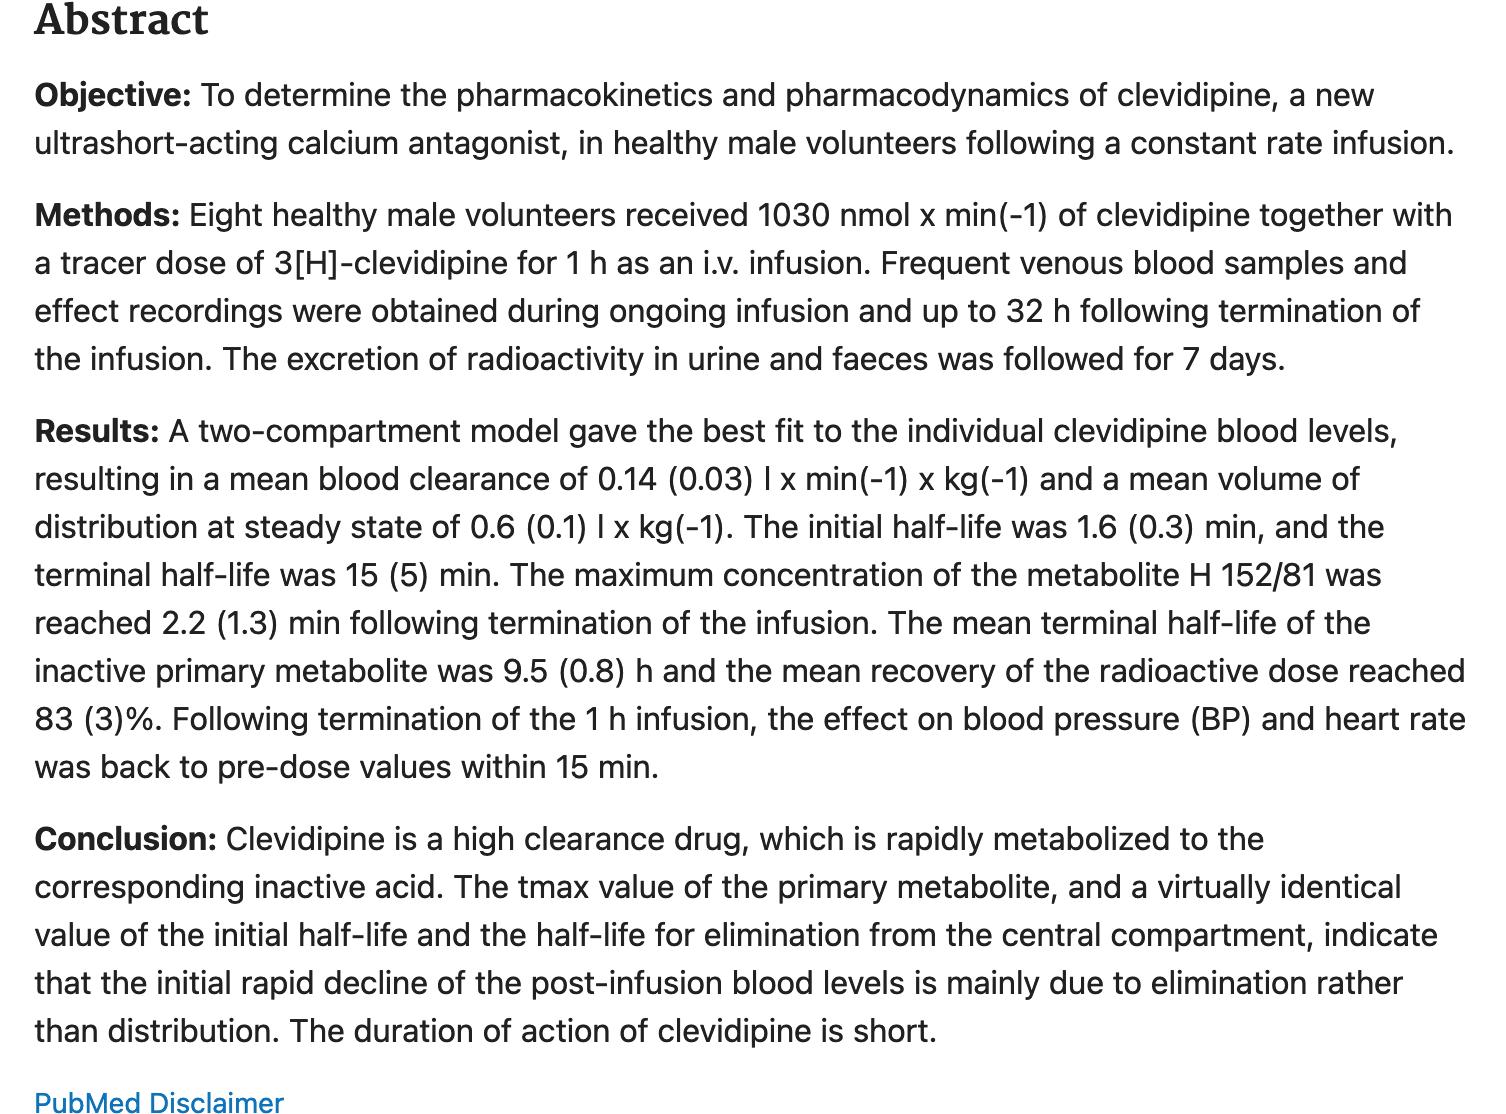 Abstract
Objective: To determine the pharmacokinetics and pharmacodynamics of clevidipine, a new
ultrashort-acting calcium antagonist, in healthy male volunteers following a constant rate infusion.
Methods: Eight healthy male volunteers received 1030 nmol x min(-1) of clevidipine together with
a tracer dose of 3[H]-clevidipine for 1 h as an i.v. infusion. Frequent venous blood samples and
effect recordings were obtained during ongoing infusion and up to 32 h following termination of
the infusion. The excretion of radioactivity in urine and faeces was followed for 7 days.
Results: A two-compartment model gave the best fit to the individual clevidipine blood levels,
resulting in a mean blood clearance of 0.14 (0.03) l x min(-1) x kg(-1) and a mean volume of
distribution at steady state of 0.6 (0.1) l x kg(-1). The initial half-life was 1.6 (0.3) min, and the
terminal half-life was 15 (5) min. The maximum concentration of the metabolite H 152/81 was
reached 2.2 (1.3) min following termination of the infusion. The mean terminal half-life of the
inactive primary metabolite was 9.5 (0.8) h and the mean recovery of the radioactive dose reached
83 (3)%. Following termination of the 1 h infusion, the effect on blood pressure (BP) and heart rate
was back to pre-dose values within 15 min.
Conclusion: Clevidipine is a high clearance drug, which is rapidly metabolized to the
corresponding inactive acid. The tmax value of the primary metabolite, and a virtually identical
value of the initial half-life and the half-life for elimination from the central compartment, indicate
that the initial rapid decline of the post-infusion blood levels is mainly due to elimination rather
than distribution. The duration of action of clevidipine is short.
PubMed Disclaimer